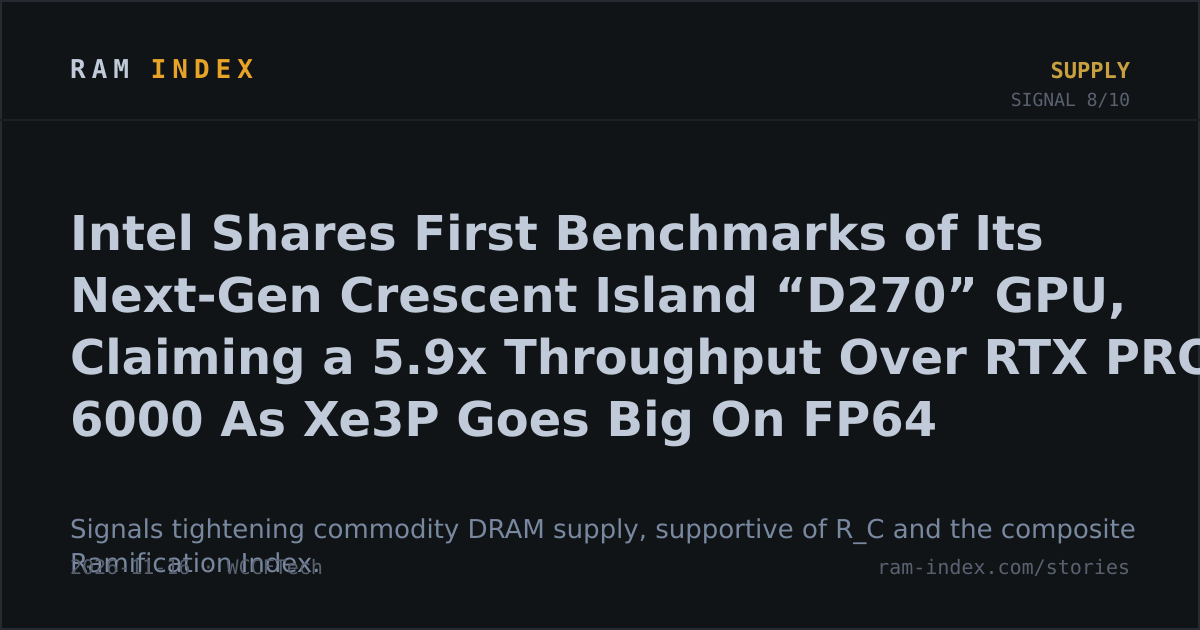 RAM INDEX
SUPPLY
SIGNAL 8/10
Intel Shares First Benchmarks of Its
Next-Gen Crescent Island “D270” GPU,
Claiming a 5.9x Throughput Over RTX PRO
6000 As Xe3P Goes Big On FP64
Signals tightening commodity DRAM supply, supportive of R_C and the composite
Ramification Index.
WCCFTech
ram-index.com/stories